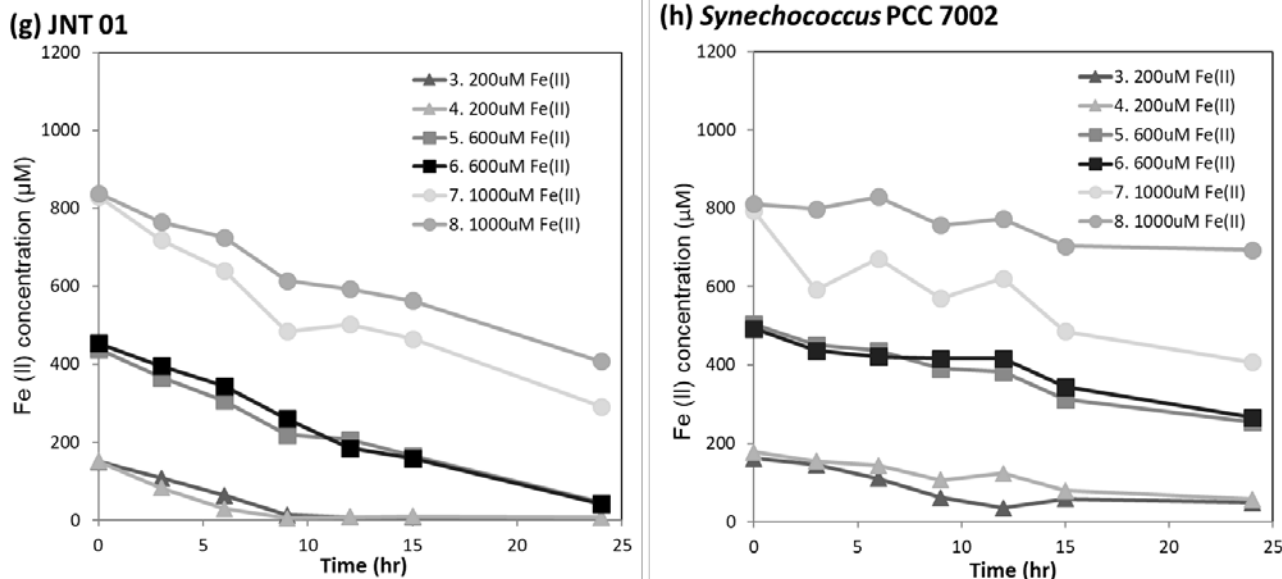 (g) JNT 01
1200
1000
800
600
400
200
0
Fe (II) concentration (µM)
3. 200uM Fe(II)
4. 200uM Fe(II)
5. 600uM Fe(II)
6. 600uM Fe(II)
7. 1000uM Fe(II)
8. 1000uM Fe(II)
0 5 10 15 20 25
Time (hr)
(h) Synechococcus PCC 7002
1200
1000
800
600
400
200
0
Fe (II) concentration (µM)
3. 200uM Fe(II)
4. 200uM Fe(II)
5. 600uM Fe(II)
6. 600uM Fe(II)
7. 1000uM Fe(II)
8. 1000uM Fe(II)
0 5 10 15 20 25
Time (hr)